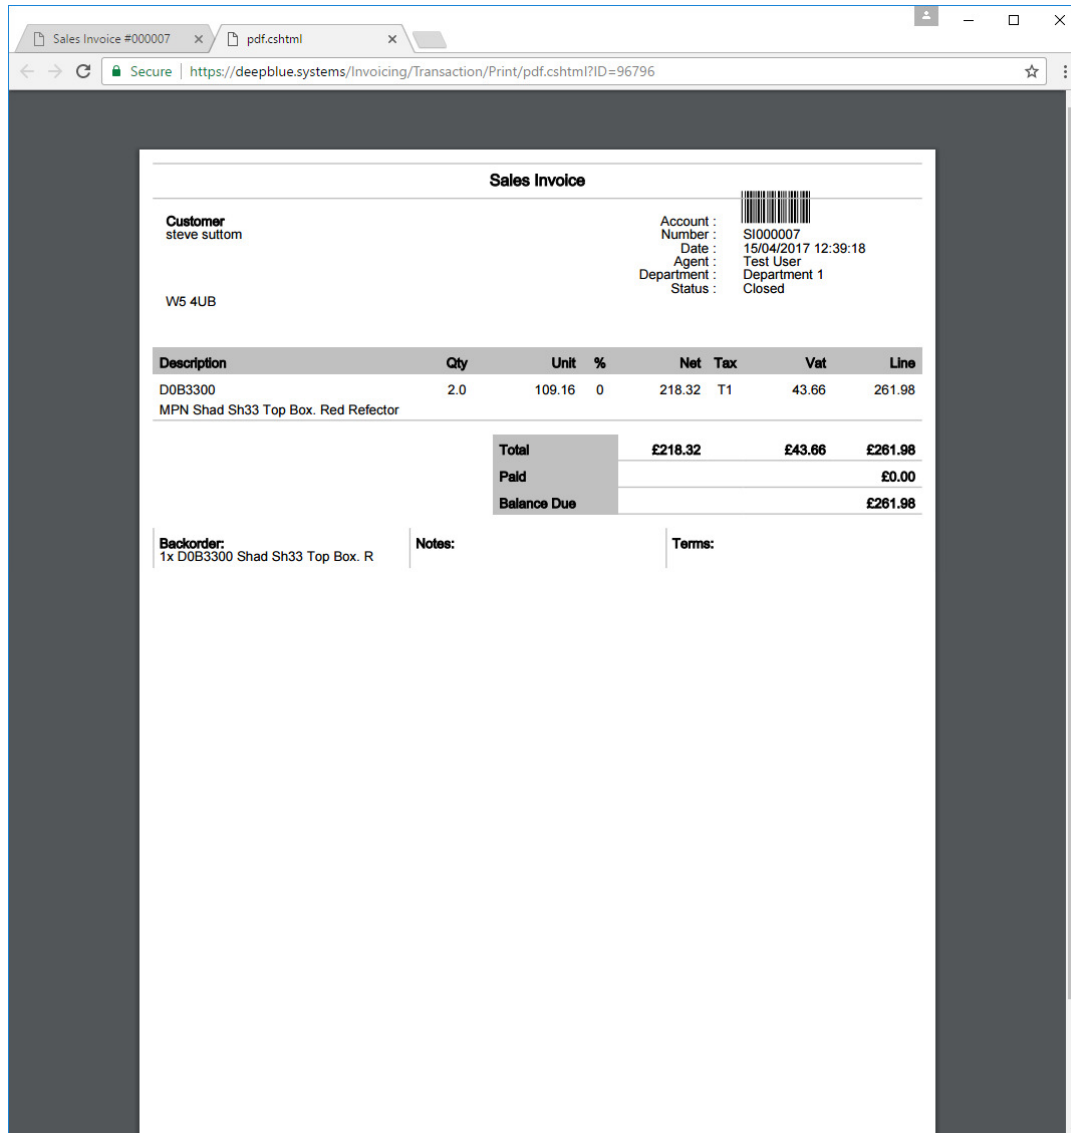 Sales Invoice #000007
pdf.cshtml
Secure https://deepblue.systems/Invoicing/Transaction/Print/pdf.cshtml?ID=96796
Sales Invoice
Customer
steve suttom
W5 4UB
Account :
Number : SI000007
Date : 15/04/2017 12:39:18
Agent : Test User
Department : Department 1
Status : Closed
Description Qty Unit % Net Tax Vat Line
D0B3300 2.0 109.16 0 218.32 T1 43.66 261.98
MPN Shad Sh33 Top Box. Red Refector
Total £218.32 £43.66 £261.98
Paid £0.00
Balance Due £261.98
Backorder:
1x D0B3300 Shad Sh33 Top Box. R
Notes:
Terms: